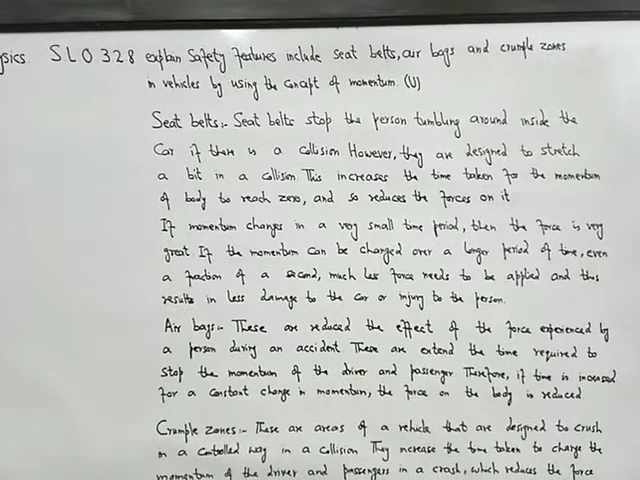 ysics SLO 328 explain Safety Features include seat belts, air bags and crumple zones
in vehicles by using the concept of momentum. (U)
Seat belts:- Seat belts stop the person tumbling around inside the
Car if there is a collision However, they are designed to stretch
a bit in a collision. This increases the time taken for the momentum
of body to reach zero, and so reduces the forces on it
If momentum changes in a very small time period, then the force is very
great If the momentum can be changed over a longer period of time, even
a fraction of a second, much less force needs to be applied and this
results in less damage to the car or injury to the person.
Air bags:- These are reduced the effect of the force experienced by
a person during an accident These are extend the time required to
stop the momentum of the driver and passenger Therefore, if time is increased
for a constant change in momentum, the force on the body is reduced
Crumple zones:- These are areas of a vehicle that are designed to crush
in a controlled way in a collision They increase the time taken to change the
momentum of the driver and passengers in a crash, which reduces the force